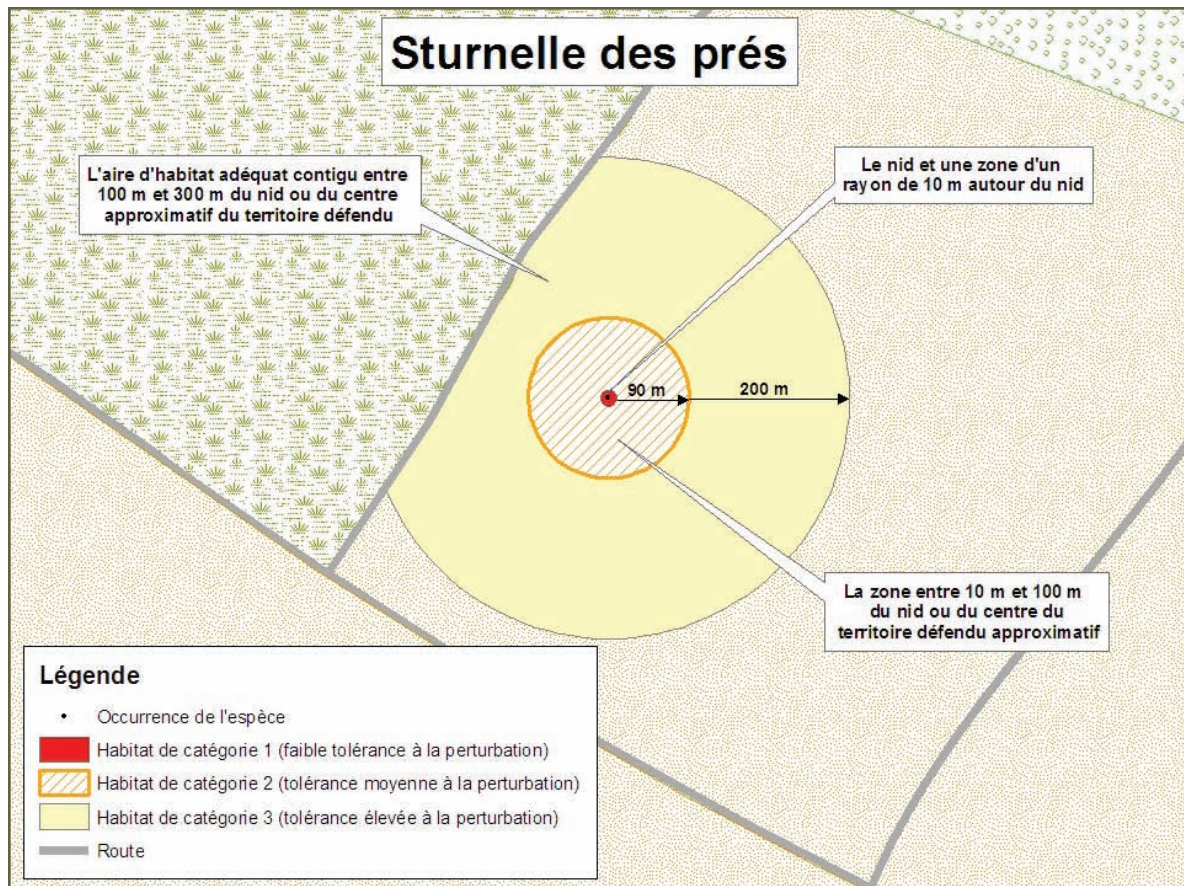 Sturnelle des prés
L'aire d'habitat adéquat contigu entre
100 m et 300 m du nid ou du centre
approximatif du territoire défendu
Le nid et une zone d'un
rayon de 10 m autour du nid
90 m
200 m
La zone entre 10 m et 100 m
du nid ou du centre du
territoire défendu approximatif
Légende
Occurrence de l'espèce
Habitat de catégorie 1 (faible tolérance à la perturbation)
Habitat de catégorie 2 (tolérance moyenne à la perturbation)
Habitat de catégorie 3 (tolérance élevée à la perturbation)
Route